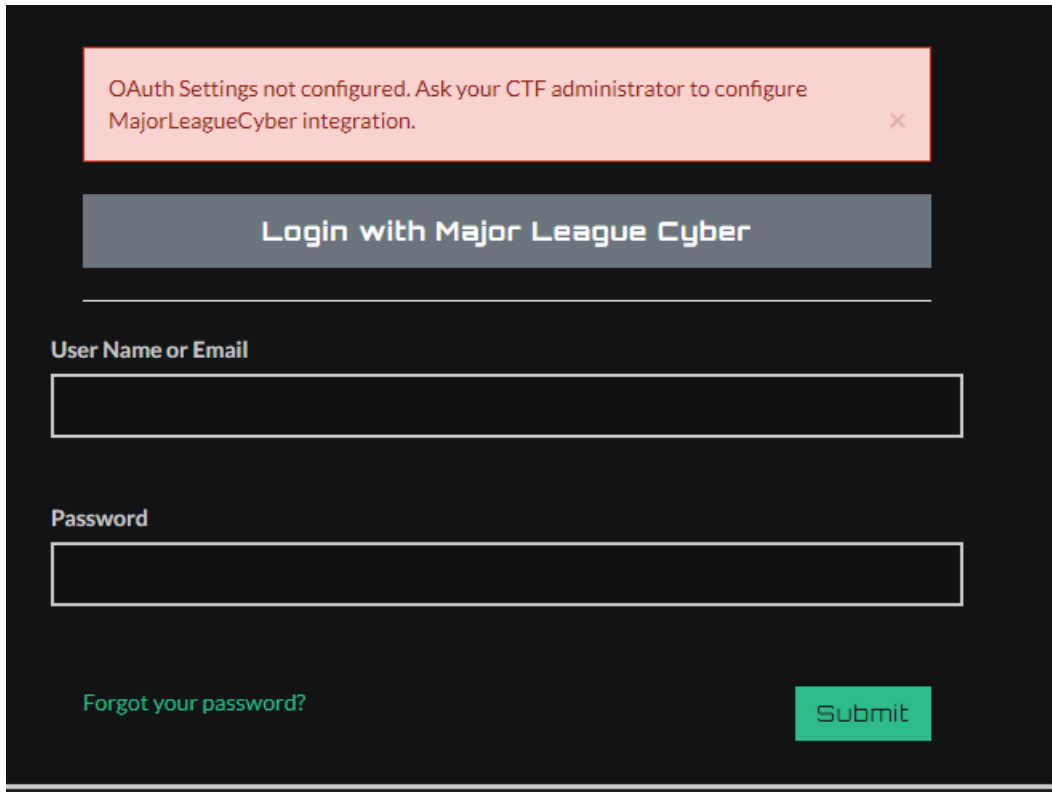 OAuth Settings not configured. Ask your CTF administrator to configure
MajorLeagueCyber integration.
×
Login with Major League Cyber
User Name or Email
Password
Forgot your password?
Submit